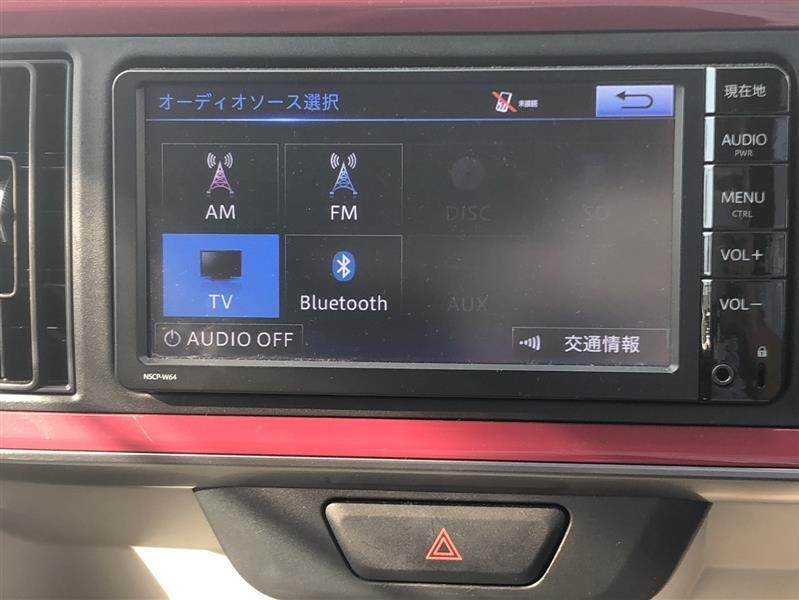 オーディオソース選択
未接続
現在地
AUDIO
PWR
MENU
CTRL
VOL+
VOL−
AM
FM
DISC
SD
TV
Bluetooth
AUX
AUDIO OFF
交通情報
NSCP-W64